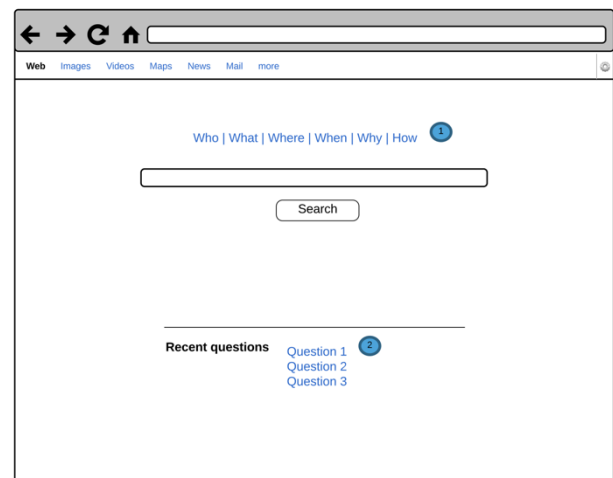 Web Images Videos Maps News Mail more
Who | What | Where | When | Why | How 1
Search
Recent questions Question 1 2
Question 2
Question 3